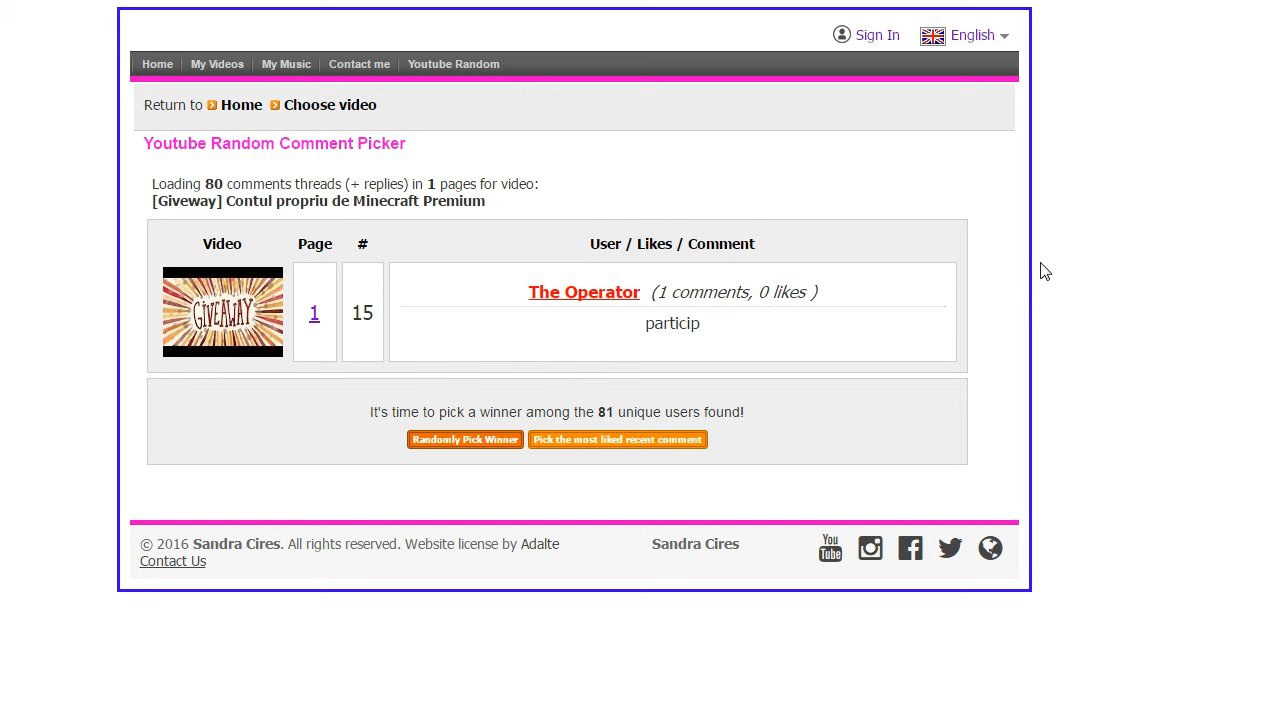 Sign In English
Home My Videos My Music Contact me Youtube Random
Return to Home Choose video
Youtube Random Comment Picker
Loading 80 comments threads (+ replies) in 1 pages for video:
[Giveway] Contul propriu de Minecraft Premium
Video Page # User / Likes / Comment
GIVEAWAY 1 15 The Operator (1 comments, 0 likes )
particip
It's time to pick a winner among the 81 unique users found!
Randomly Pick Winner Pick the most liked recent comment
© 2016 Sandra Cires. All rights reserved. Website license by Adalte Sandra Cires You Tube
Contact Us